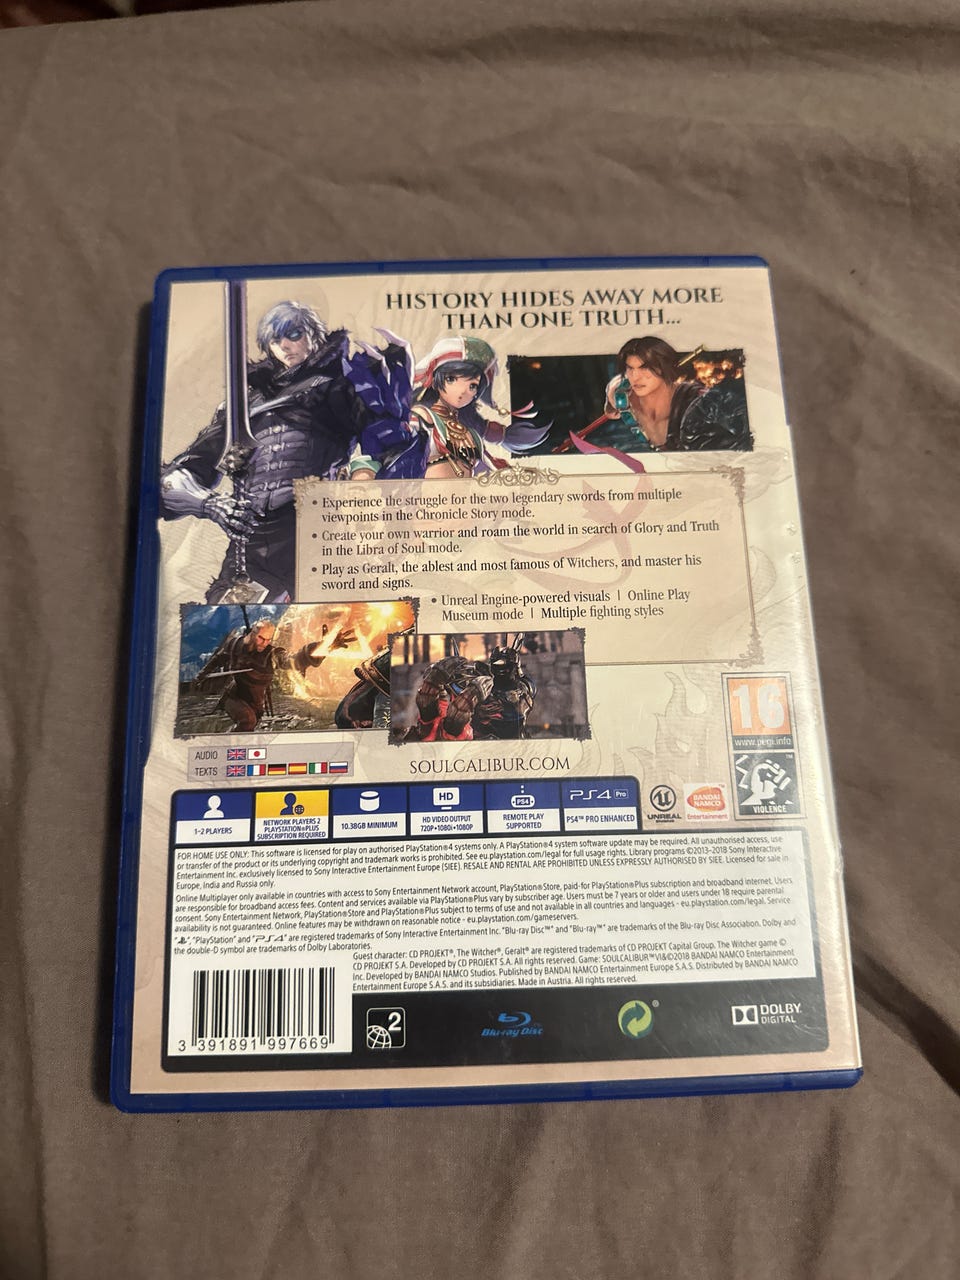 HISTORY HIDES AWAY MORE
THAN ONE TRUTH...
• Experience the struggle for the two legendary swords from multiple
viewpoints in the Chronicle Story mode.
• Create your own warrior and roam the world in search of Glory and Truth
in the Libra of Soul mode.
• Play as Geralt, the ablest and most famous of Witchers, and master his
sword and signs.
• Unreal Engine-powered visuals | Online Play
Museum mode | Multiple fighting styles
16
www.pegi.info
VIOLENCE
AUDIO
TEXTS
SOULCALIBUR.COM
1-2 PLAYERS
NETWORK PLAYERS 2
PLAYSTATION®PLUS
SUBSCRIPTION REQUIRED
10.38GB MINIMUM
HD
HD VIDEO OUTPUT
720p•1080i•1080p
PS4
REMOTE PLAY
SUPPORTED
PS4 Pro
PS4™ PRO ENHANCED
UNREAL
BANDAI
NAMCO
Entertainment
FOR HOME USE ONLY: This software is licensed for play on authorised PlayStation®4 systems only. A PlayStation®4 system software update may be required. All unauthorised access, use
or transfer of the product or its underlying copyright and trademark works is prohibited. See eu.playstation.com/legal for full usage rights. Library programs ©2013-2018 Sony Interactive
Entertainment Inc. exclusively licensed to Sony Interactive Entertainment Europe (SIEE). RESALE AND RENTAL ARE PROHIBITED UNLESS EXPRESSLY AUTHORISED BY SIEE. Licensed for sale in
Europe, India and Russia only.
Online Multiplayer only available in countries with access to Sony Entertainment Network account, PlayStation®Store, paid-for PlayStation®Plus subscription and broadband internet. Users
are responsible for broadband access fees. Content and services available via PlayStation®Plus vary by subscriber age. Users must be 7 years or older and users under 18 require parental
consent. Sony Entertainment Network, PlayStation®Store and PlayStation®Plus subject to terms of use and not available in all countries and languages - eu.playstation.com/legal. Service
availability is not guaranteed. Online features may be withdrawn on reasonable notice - eu.playstation.com/gameservers.
"PlayStation" and "PS4" are registered trademarks of Sony Interactive Entertainment Inc. "Blu-ray Disc™" and "Blu-ray™" are trademarks of the Blu-ray Disc Association. Dolby and
the double-D symbol are trademarks of Dolby Laboratories.
Guest character: CD PROJEKT®, The Witcher®, Geralt® are registered trademarks of CD PROJEKT Capital Group. The Witcher game ©
CD PROJEKT S.A. Developed by CD PROJEKT S.A. All rights reserved. Game: SOULCALIBUR™VI&©2018 BANDAI NAMCO Entertainment
Inc. Developed by BANDAI NAMCO Studios. Published by BANDAI NAMCO Entertainment Europe S.A.S. Distributed by BANDAI NAMCO
Entertainment Europe S.A.S. and its subsidiaries. Made in Austria. All rights reserved.
3 391891 997669
2
Blu-ray Disc
DOLBY
DIGITAL